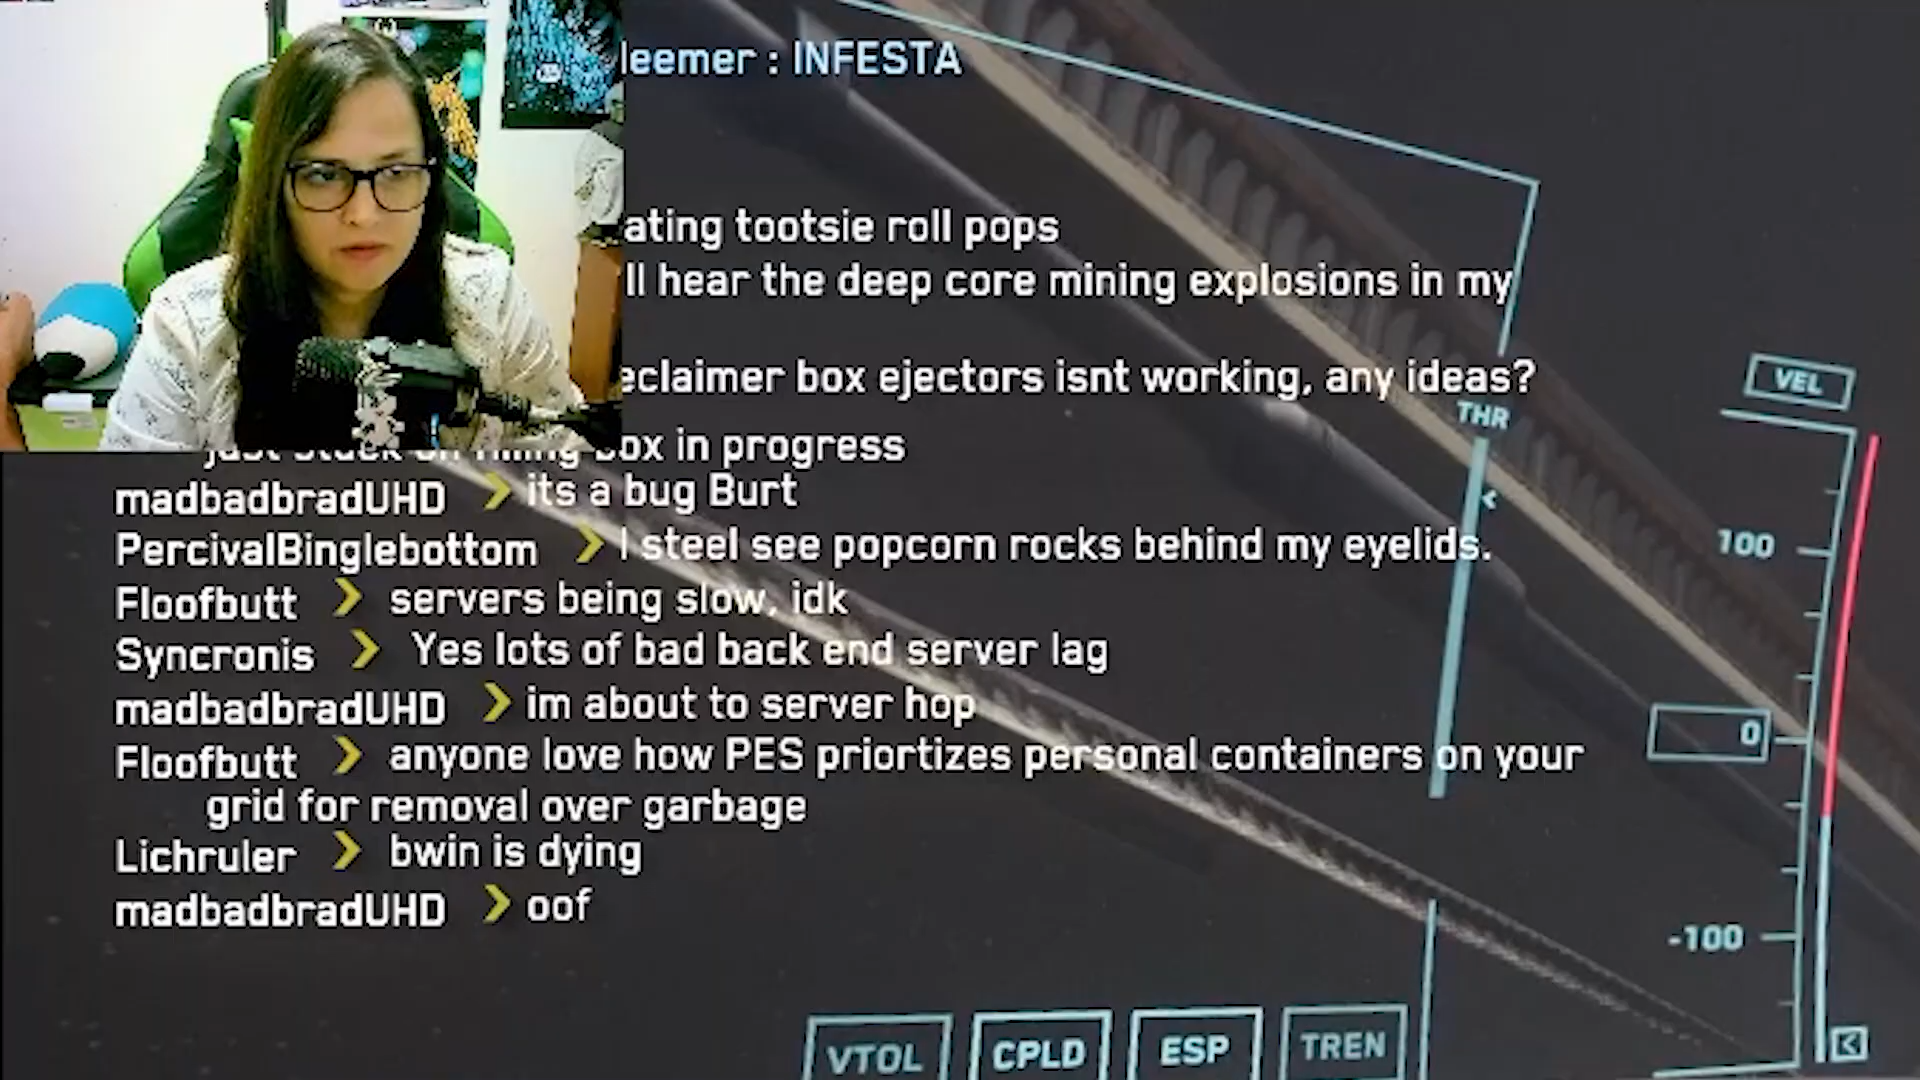 leemer : INFESTA
ating tootsie roll pops
ll hear the deep core mining explosions in my
eclaimer box ejectors isnt working, any ideas?
just stuck on filling box in progress
madbadbradUHD > its a bug Burt
PercivalBinglebottom > I steel see popcorn rocks behind my eyelids.
Floofbutt > servers being slow, idk
Syncronis > Yes lots of bad back end server lag
madbadbradUHD > im about to server hop
Floofbutt > anyone love how PES priortizes personal containers on your
grid for removal over garbage
Lichruler > bwin is dying
madbadbradUHD > oof
THR
VEL
100
0
-100
VTOL
CPLD
ESP
TREN